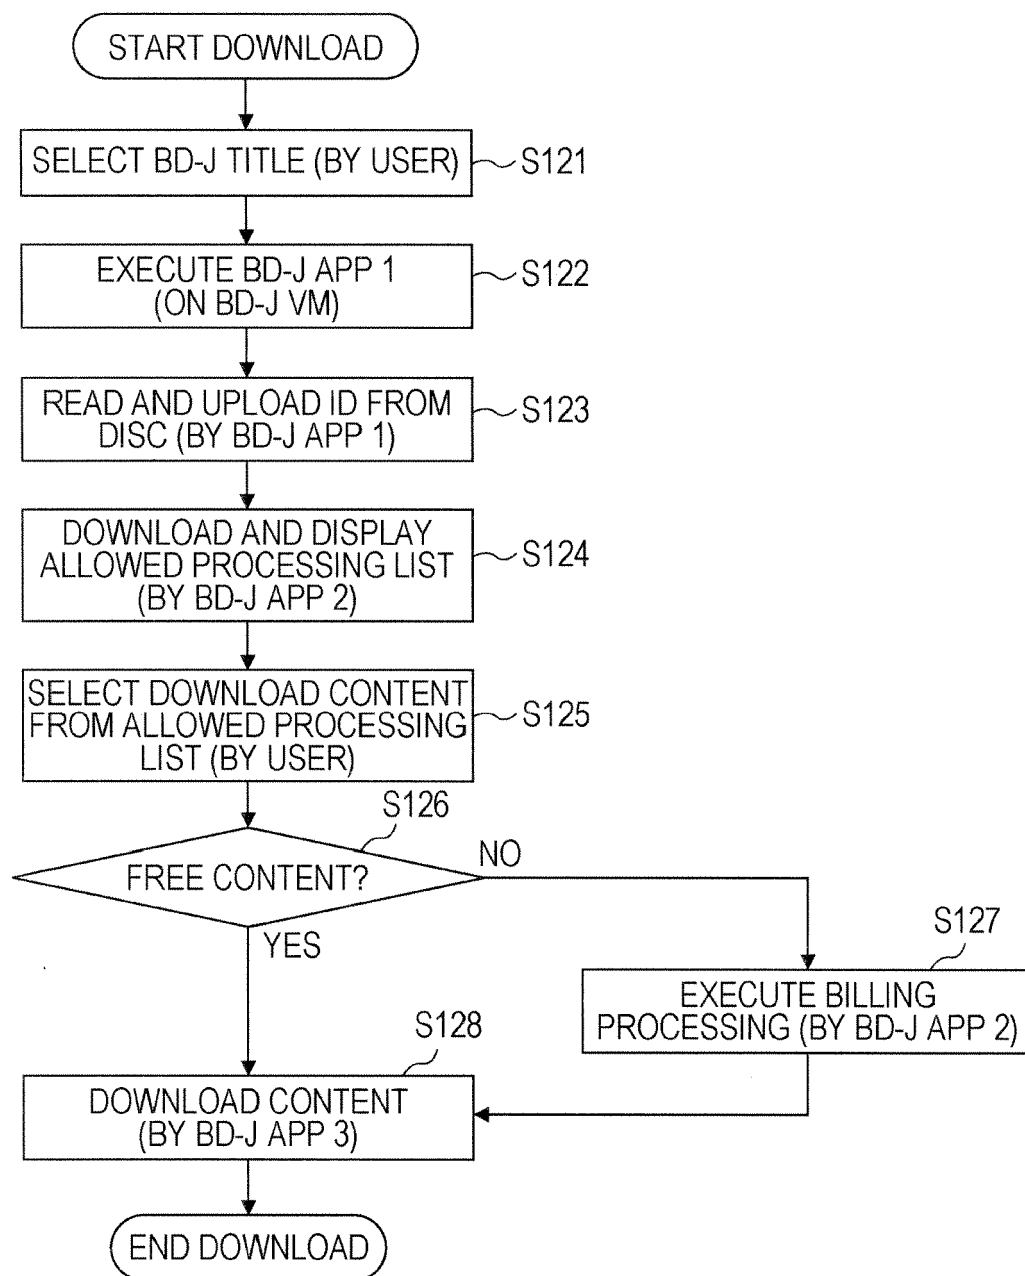 START DOWNLOAD
SELECT BD-J TITLE (BY USER)
S121
EXECUTE BD-J APP 1
(ON BD-J VM)
S122
READ AND UPLOAD ID FROM
DISC (BY BD-J APP 1)
S123
DOWNLOAD AND DISPLAY
ALLOWED PROCESSING LIST
(BY BD-J APP 2)
S124
SELECT DOWNLOAD CONTENT
FROM ALLOWED PROCESSING
LIST (BY USER)
S125
S126
FREE CONTENT?
NO
YES
S127
EXECUTE BILLING
PROCESSING (BY BD-J APP 2)
S128
DOWNLOAD CONTENT
(BY BD-J APP 3)
END DOWNLOAD